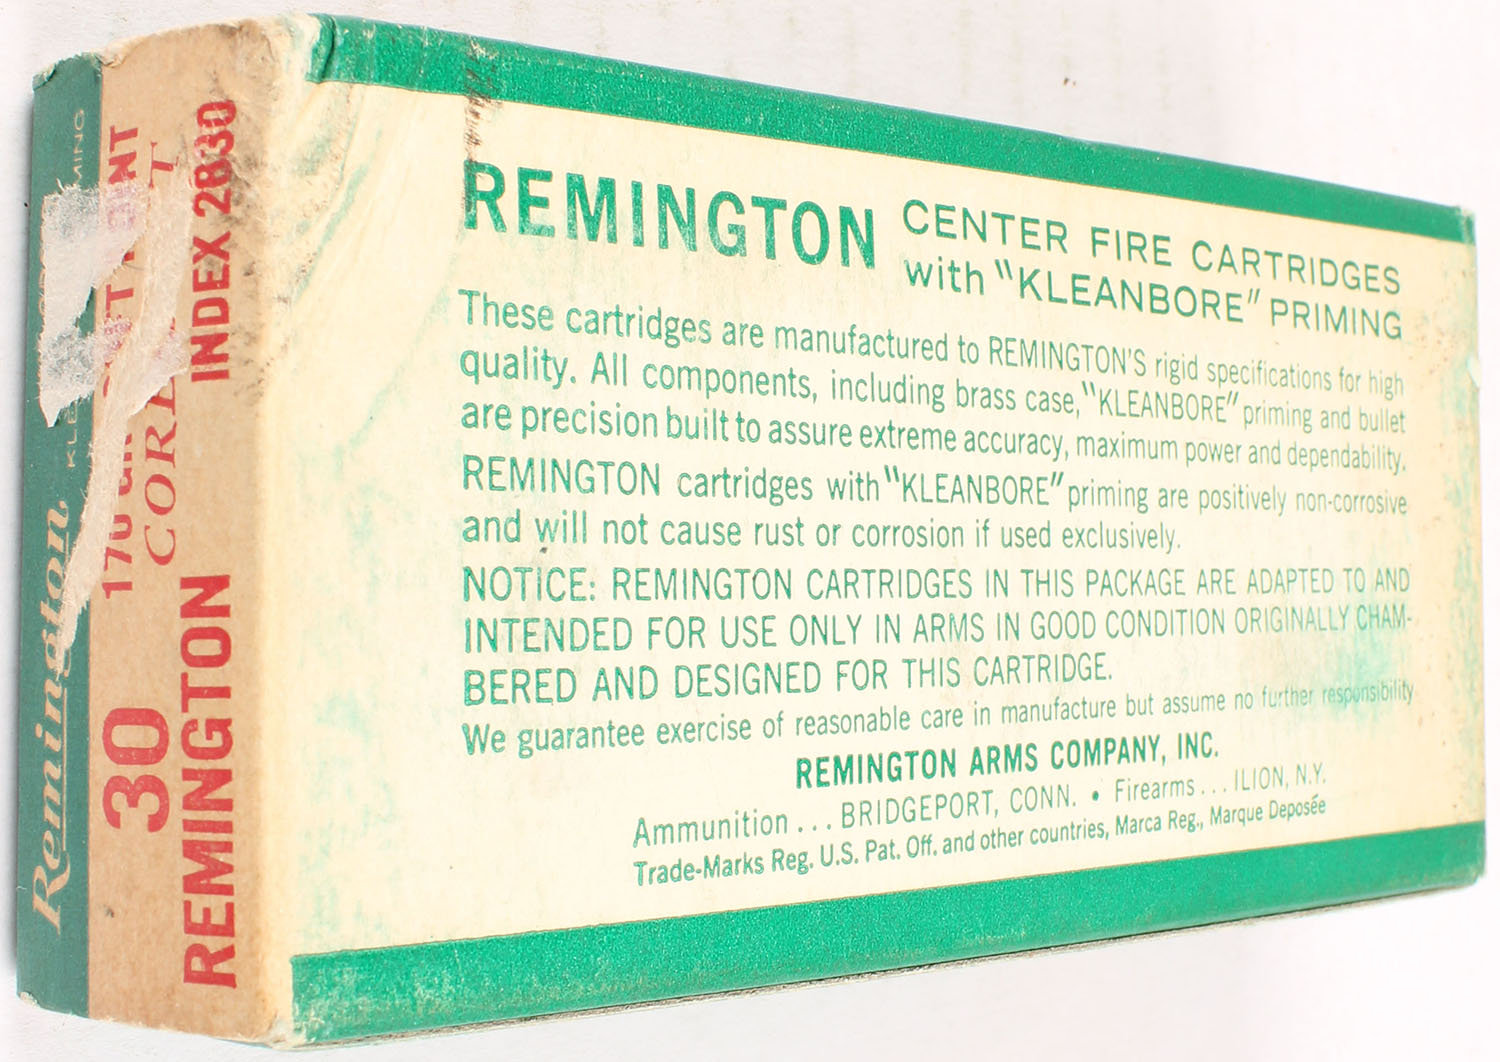 REMINGTON CENTER FIRE CARTRIDGES
with "KLEANBORE" PRIMING
These cartridges are manufactured to REMINGTON'S rigid specifications for high
quality. All components, including brass case, "KLEANBORE" priming and bullet
are precision built to assure extreme accuracy, maximum power and dependability.
REMINGTON cartridges with "KLEANBORE" priming are positively non-corrosive
and will not cause rust or corrosion if used exclusively.
NOTICE: REMINGTON CARTRIDGES IN THIS PACKAGE ARE ADAPTED TO AND
INTENDED FOR USE ONLY IN ARMS IN GOOD CONDITION ORIGINALLY CHAM-
BERED AND DESIGNED FOR THIS CARTRIDGE.
We guarantee exercise of reasonable care in manufacture but assume no further responsibility
REMINGTON ARMS COMPANY, INC.
Ammunition ... BRIDGEPORT, CONN. • Firearms ... ILION, N.Y.
Trade-Marks Reg. U.S. Pat. Off. and other countries, Marca Reg., Marque Deposée
Remington
30 170
REMINGTON INDEX 2830